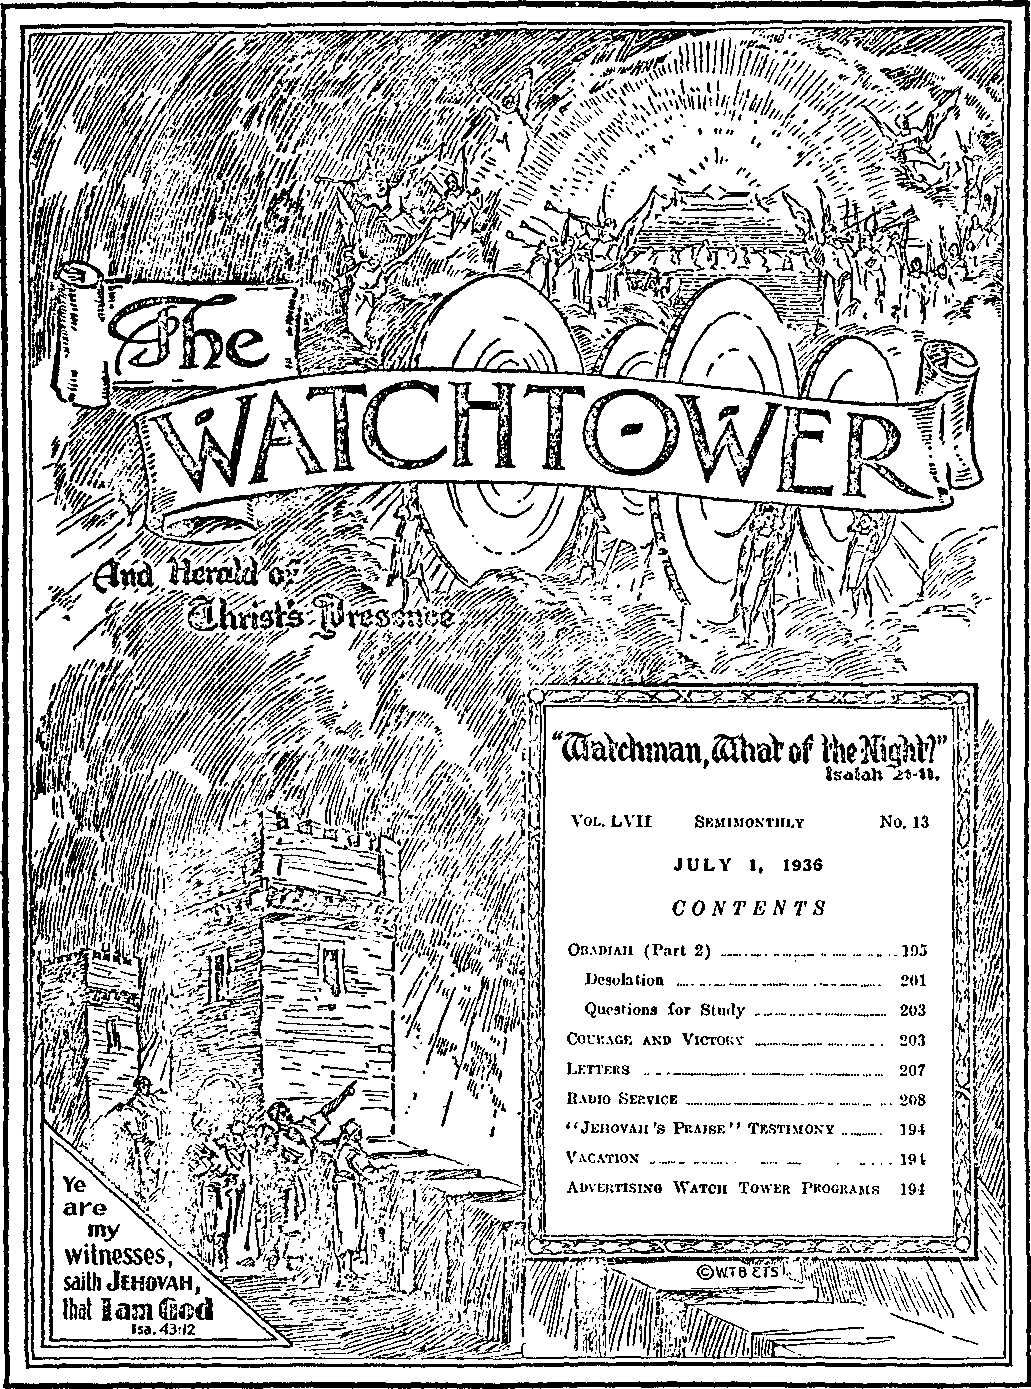 The
WATCHTOWER
And Herald of
Christ's Presence
"Watchman, What of the Night?"
Isaiah 21:11.
VOL. LVII SEMIMONTHLY No. 13
JULY 1, 1936
CONTENTS
OBADIAH (Part 2) 195
Desolation 201
Questions for Study 203
COURAGE AND VICTORY 203
LETTERS 207
RADIO SERVICE 208
"JEHOVAH'S PRAISE" TESTIMONY 194
VACATION 194
ADVERTISING WATCH TOWER PROGRAMS 194
©W.T.B.&T.S.
Ye
are
my
witnesses,
saith JEHOVAH,
that I am God
Isa. 43:12